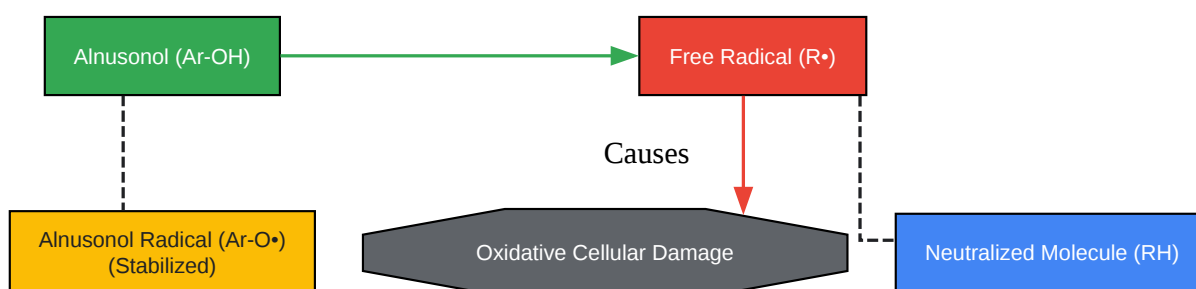 Alnusonol (Ar-OH)
Free Radical (R•)
Causes
Alnusonol Radical (Ar-O•)
(Stabilized)
Oxidative Cellular Damage
Neutralized Molecule (RH)